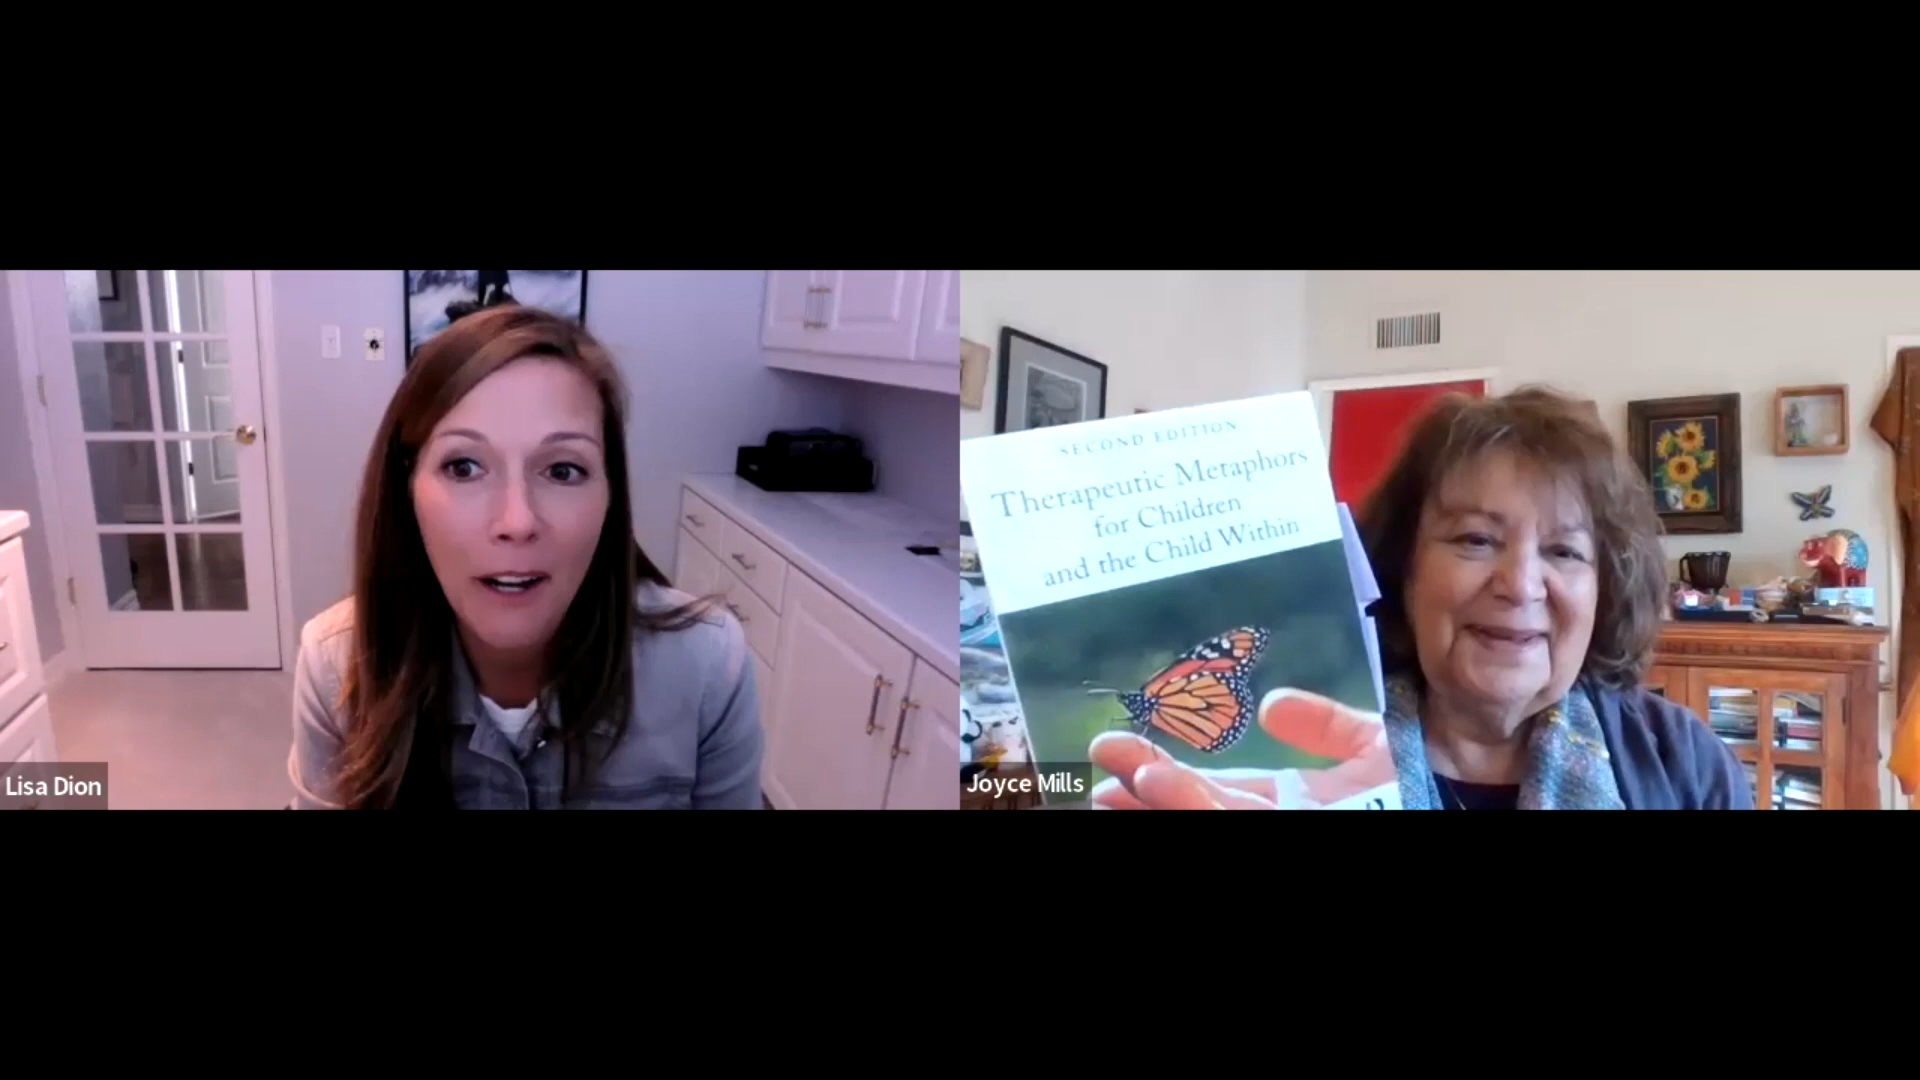 SECOND EDITION
Therapeutic Metaphors
for Children
and the Child Within
Lisa Dion
Joyce Mills